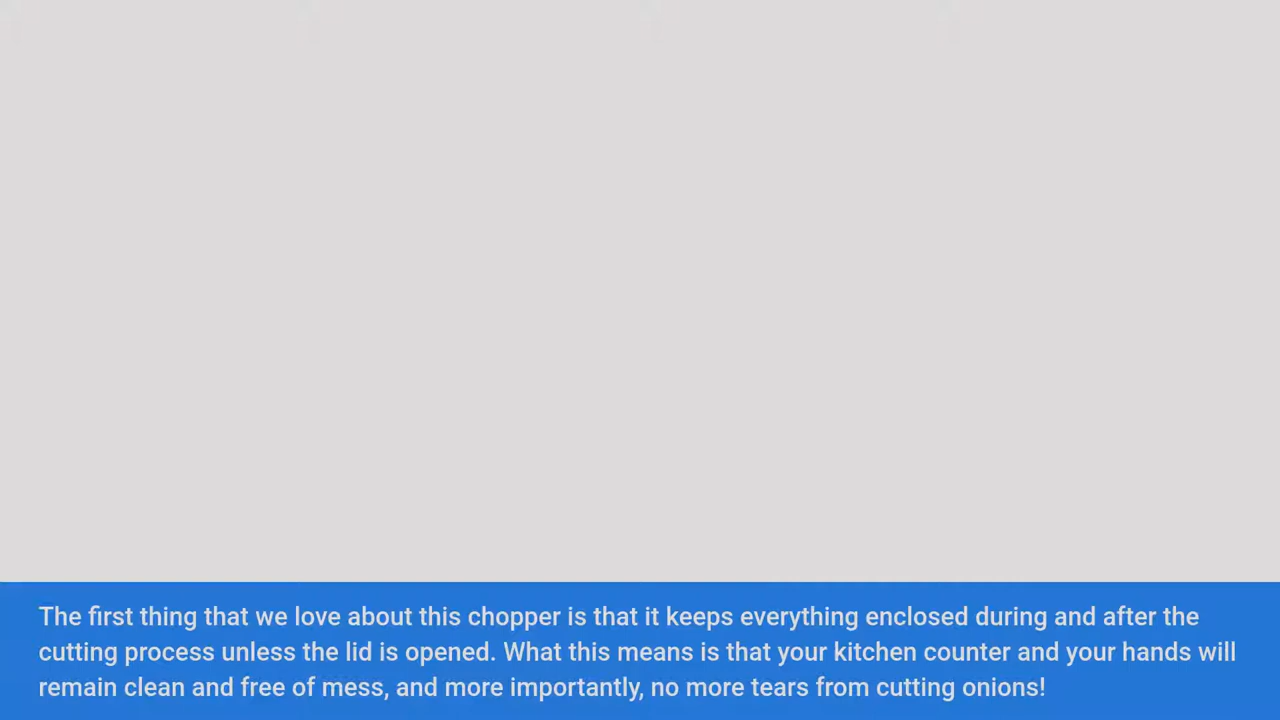 The first thing that we love about this chopper is that it keeps everything enclosed during and after the
cutting process unless the lid is opened. What this means is that your kitchen counter and your hands will
remain clean and free of mess, and more importantly, no more tears from cutting onions!